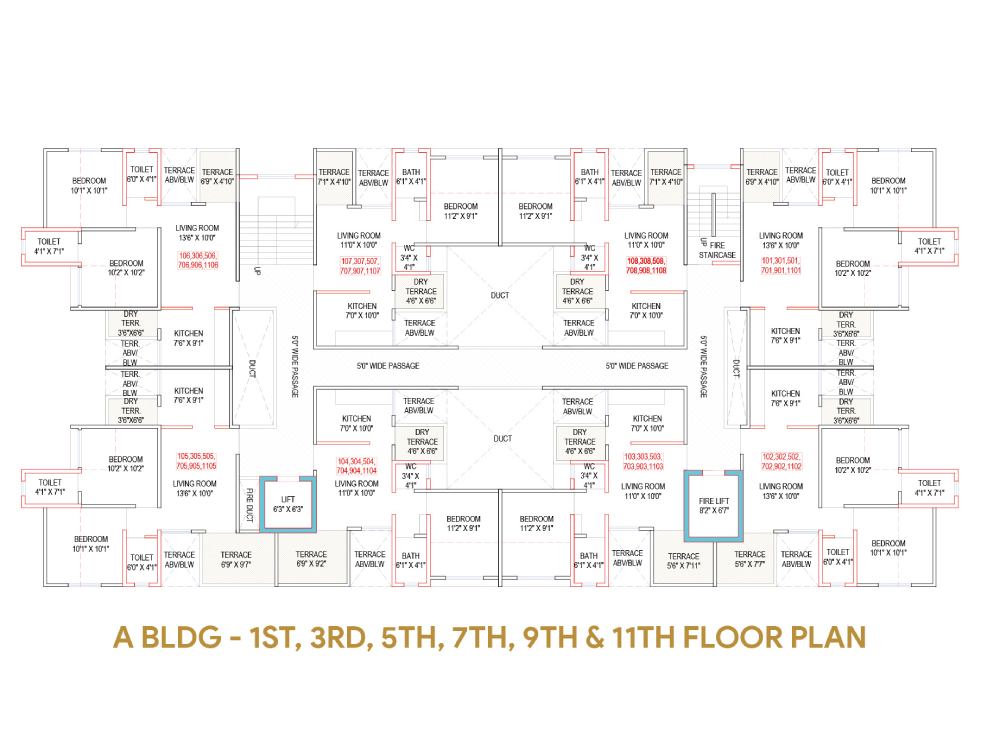 BEDROOM
10'1" X 10'1"
TOILET
6'0" X 4'1"
TERRACE
ABV/BLW
TERRACE
6'9" X 4'10"
TERRACE
7'1" X 4'10"
TERRACE
ABV/BLW
BATH
6'1" X 4'1"
BEDROOM
11'2" X 9'1"
BEDROOM
11'2" X 9'1"
BATH
6'1" X 4'1"
TERRACE
ABV/BLW
TERRACE
7'1" X 4'10"
TERRACE
6'9" X 4'10"
TERRACE
ABV/BLW
TOILET
6'0" X 4'1"
BEDROOM
10'1" X 10'1"
TOILET
4'1" X 7'1"
LIVING ROOM
13'6" X 10'0"
106,306,506,
706,906,1106
BEDROOM
10'2" X 10'2"
UP
LIVING ROOM
11'0" X 10'0"
107,307,507,
707,907,1107
WC
3'4" X
4'1"
DRY
TERRACE
4'6" X 6'6"
TERRACE
ABV/BLW
KITCHEN
7'0" X 10'0"
DUCT
WC
3'4" X
4'1"
DRY
TERRACE
4'6" X 6'6"
TERRACE
ABV/BLW
LIVING ROOM
11'0" X 10'0"
108,308,508,
708,908,1108
KITCHEN
7'0" X 10'0"
UP
FIRE
STAIRCASE
LIVING ROOM
13'6" X 10'0"
101,301,501,
701,901,1101
BEDROOM
10'2" X 10'2"
TOILET
4'1" X 7'1"
DRY
TERR.
3'6"X6'6"
TERR.
ABV/
BLW
KITCHEN
7'6" X 9'1"
DUCT
5'0' WIDE PASSAGE
5'0" WIDE PASSAGE
5'0" WIDE PASSAGE
5'0' WIDE PASSAGE
DUCT
KITCHEN
7'6" X 9'1"
DRY
TERR.
3'6"X6'6"
TERR.
ABV/
BLW
TERR.
ABV/
BLW
DRY
TERR.
3'6"X6'6"
KITCHEN
7'6" X 9'1"
KITCHEN
7'0" X 10'0"
TERRACE
ABV/BLW
DRY
TERRACE
4'6" X 6'6"
DUCT
TERRACE
ABV/BLW
DRY
TERRACE
4'6" X 6'6"
KITCHEN
7'0" X 10'0"
KITCHEN
7'6" X 9'1"
TERR.
ABV/
BLW
DRY
TERR.
3'6"X6'6"
BEDROOM
10'2" X 10'2"
105,305,505,
705,905,1105
LIVING ROOM
13'6" X 10'0"
TOILET
4'1" X 7'1"
FIRE DUCT
LIFT
6'3" X 6'3"
104,304,504,
704,904,1104
LIVING ROOM
11'0" X 10'0"
WC
3'4" X
4'1"
WC
3'4" X
4'1"
103,303,503,
703,903,1103
LIVING ROOM
11'0" X 10'0"
FIRE LIFT
8'2" X 6'7"
102,302,502,
702,902,1102
LIVING ROOM
13'6" X 10'0"
BEDROOM
10'2" X 10'2"
TOILET
4'1" X 7'1"
BEDROOM
10'1" X 10'1"
TOILET
6'0" X 4'1"
TERRACE
ABV/BLW
TERRACE
6'9" X 9'7"
TERRACE
6'9" X 9'2"
TERRACE
ABV/BLW
BATH
6'1" X 4'1"
BEDROOM
11'2" X 9'1"
BEDROOM
11'2" X 9'1"
BATH
6'1" X 4'1"
TERRACE
ABV/BLW
TERRACE
5'6" X 7'11"
TERRACE
5'6" X 7'7"
TERRACE
ABV/BLW
TOILET
6'0" X 4'1"
BEDROOM
10'1" X 10'1"
A BLDG - 1ST, 3RD, 5TH, 7TH, 9TH & 11TH FLOOR PLAN